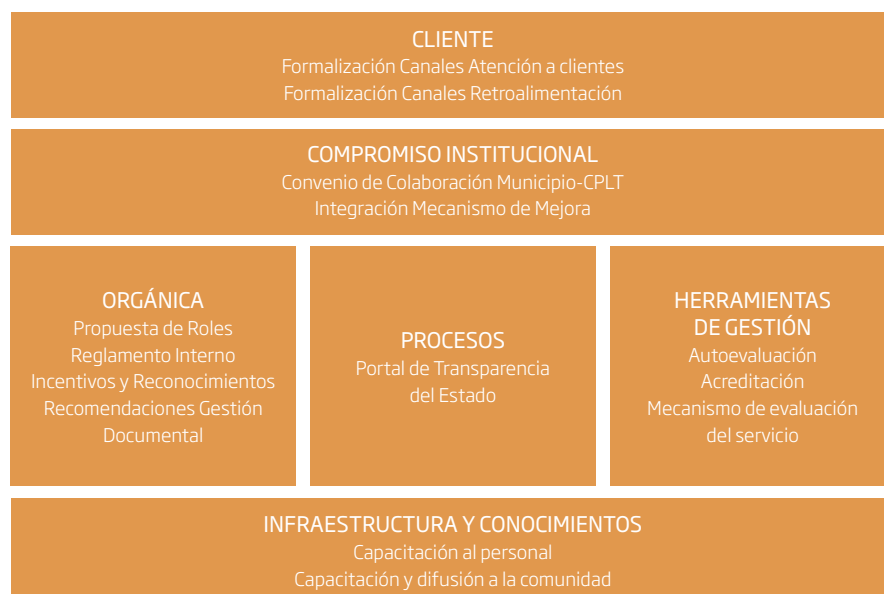 CLIENTE
Formalización Canales Atención a clientes
Formalización Canales Retroalimentación
COMPROMISO INSTITUCIONAL
Convenio de Colaboración Municipio-CPLT
Integración Mecanismo de Mejora
ORGÁNICA
Propuesta de Roles
Reglamento Interno
Incentivos y Reconocimientos
Recomendaciones Gestión
Documental
PROCESOS
Portal de Transparencia
del Estado
HERRAMIENTAS
DE GESTIÓN
Autoevaluación
Acreditación
Mecanismo de evaluación
del servicio
INFRAESTRUCTURA Y CONOCIMIENTOS
Capacitación al personal
Capacitación y difusión a la comunidad